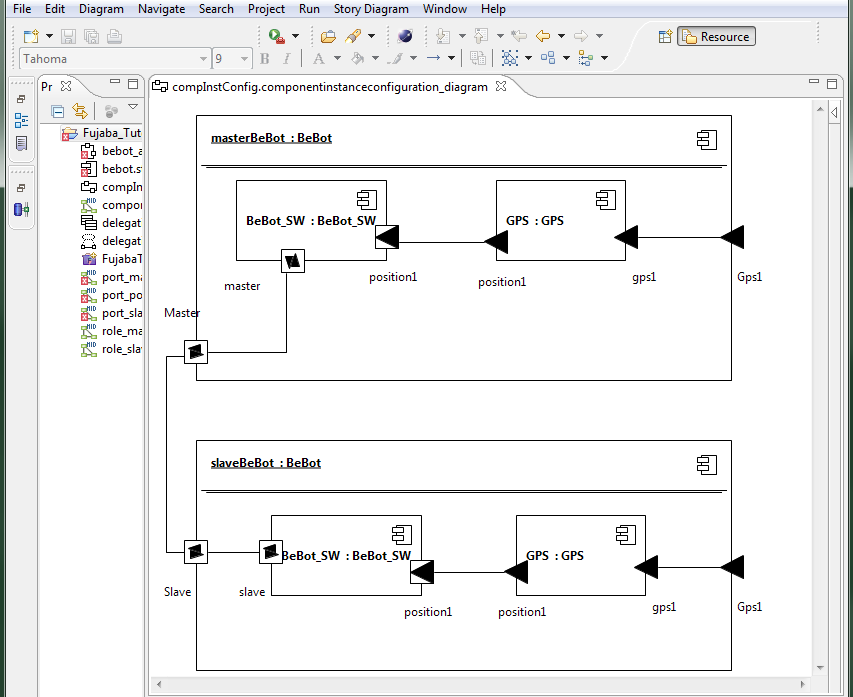 File Edit Diagram Navigate Search Project Run Story Diagram Window Help
Resource
Tahoma 9 B I A
Pr compInstConfig.componentinstanceconfiguration_diagram
Fujaba_Tut
bebot_a
bebot.s
compIn
compor
delegat
delegat
FujabaT
port_ma
port_po
port_sla
role_ma
role_sla
masterBeBot : BeBot
BeBot_SW : BeBot_SW
GPS : GPS
position1
position1
gps1
Gps1
master
Master
slaveBeBot : BeBot
BeBot_SW : BeBot_SW
GPS : GPS
Slave
slave
position1
position1
gps1
Gps1